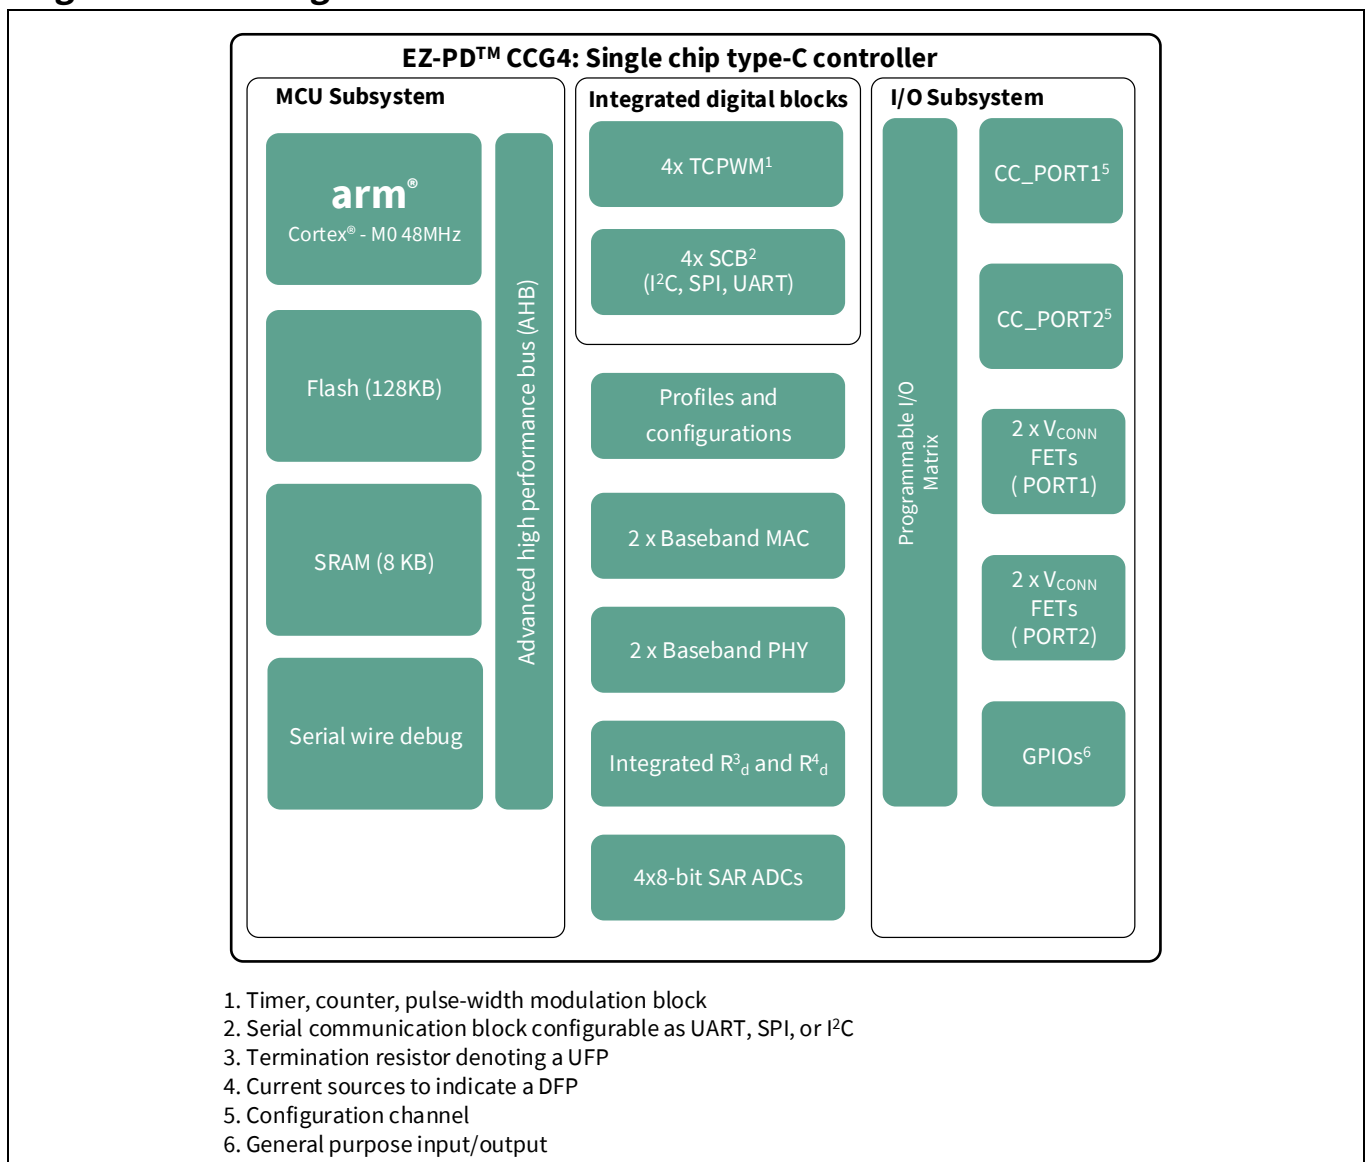 EZ-PD™ CCG4: Single chip type-C controller
MCU Subsystem
arm®
Cortex® - M0 48MHz
Flash (128KB)
SRAM (8 KB)
Serial wire debug
Advanced high performance bus (AHB)
Integrated digital blocks
4x TCPWM¹
4x SCB²
(I²C, SPI, UART)
Profiles and
configurations
2 x Baseband MAC
2 x Baseband PHY
Integrated R³d and R⁴d
4x8-bit SAR ADCs
I/O Subsystem
Programmable I/O
Matrix
CC_PORT1⁵
CC_PORT2⁵
2 x VCONN
FETs
( PORT1)
2 x VCONN
FETs
( PORT2)
GPIOs⁶
1. Timer, counter, pulse-width modulation block
2. Serial communication block configurable as UART, SPI, or I²C
3. Termination resistor denoting a UFP
4. Current sources to indicate a DFP
5. Configuration channel
6. General purpose input/output